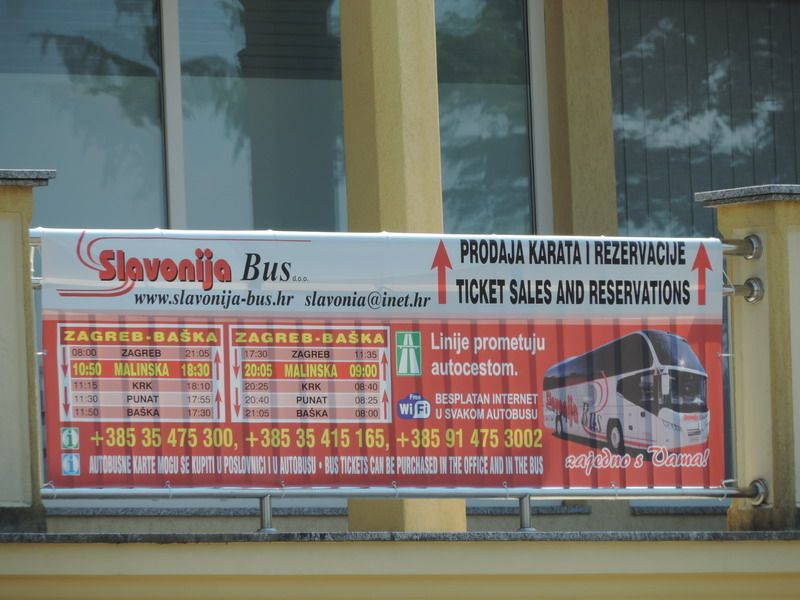 Slavonija Bus d.o.o.
www.slavonija-bus.hr slavonia@inet.hr
PRODAJA KARATA I REZERVACIJE
TICKET SALES AND RESERVATIONS
ZAGREB-BAŠKA
08:00 ZAGREB 21:05
10:50 MALINSKA 18:30
11:15 KRK 18:10
11:30 PUNAT 17:55
11:50 BAŠKA 17:30
ZAGREB-BAŠKA
17:30 ZAGREB 11:35
20:05 MALINSKA 09:00
20:25 KRK 08:40
20:40 PUNAT 08:25
21:05 BAŠKA 08:00
Linije prometuju
autocestom.
Free
WiFi
BESPLATAN INTERNET
U SVAKOM AUTOBUSU
Slavonija Bus
zajedno s Vama!
i +385 35 475 300, +385 35 415 165, +385 91 475 3002
i AUTOBUSNE KARTE MOGU SE KUPITI U POSLOVNICI I U AUTOBUSU • BUS TICKETS CAN BE PURCHASED IN THE OFFICE AND IN THE BUS